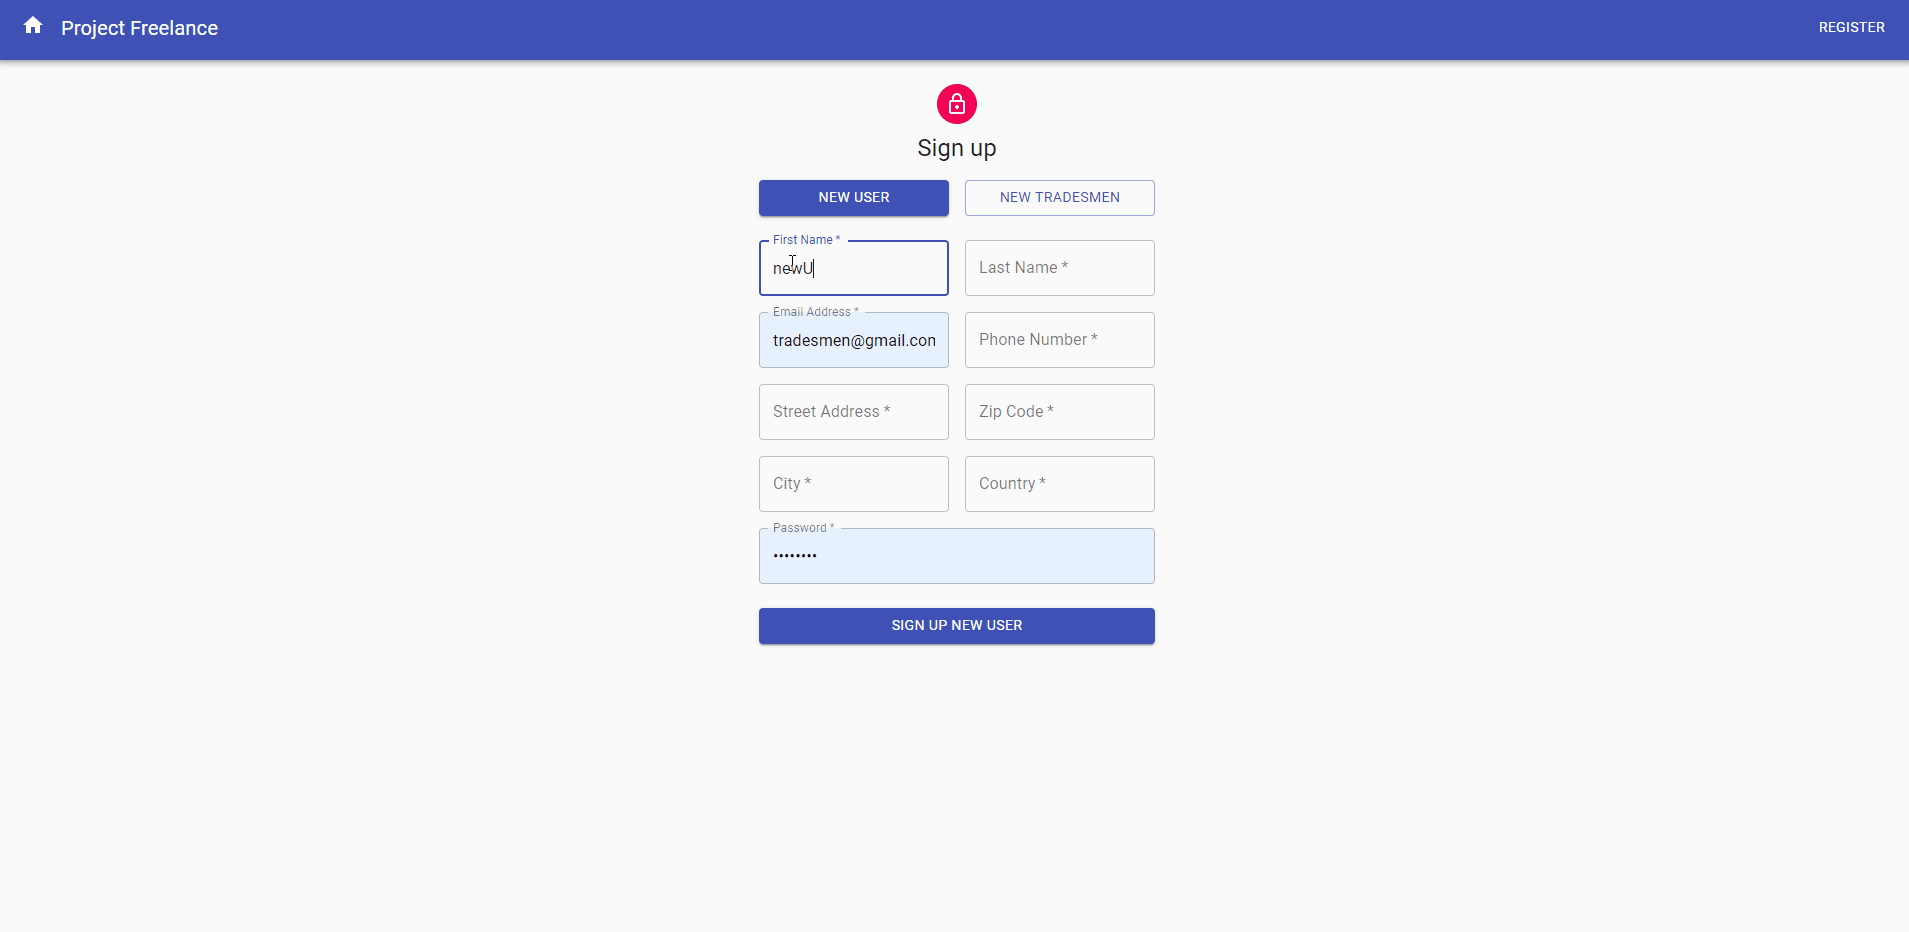 Project Freelance
REGISTER
Sign up
NEW USER
NEW TRADESMEN
First Name *
newU
Last Name *
Email Address *
tradesmen@gmail.con
Phone Number *
Street Address *
Zip Code *
City *
Country *
Password *
••••••••
SIGN UP NEW USER